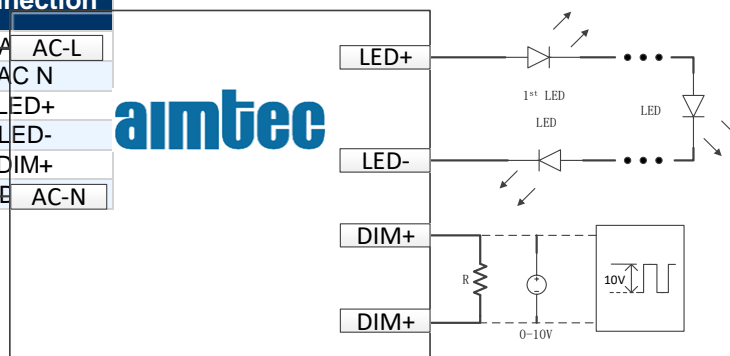 AC-L
AC N
LED+
LED-
DIM+
AC-N
aimtec
LED+
LED-
DIM+
DIM+
1st LED
LED
LED
R
0-10V
10V